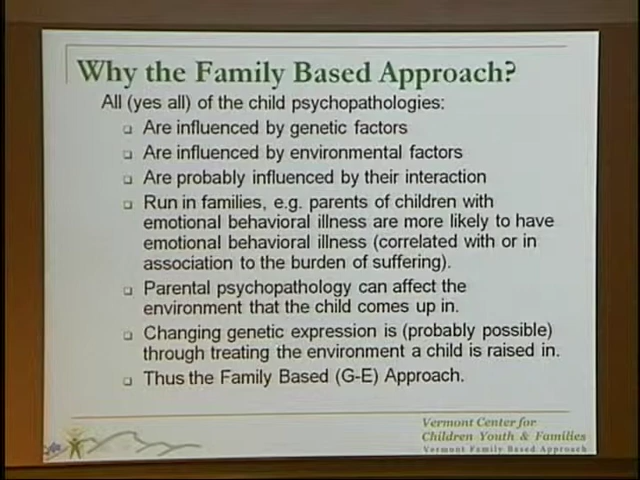 Why the Family Based Approach?
All (yes all) of the child psychopathologies:
Are influenced by genetic factors
Are influenced by environmental factors
Are probably influenced by their interaction
Run in families, e.g. parents of children with
emotional behavioral illness are more likely to have
emotional behavioral illness (correlated with or in
association to the burden of suffering).
Parental psychopathology can affect the
environment that the child comes up in.
Changing genetic expression is (probably possible)
through treating the environment a child is raised in.
Thus the Family Based (G-E) Approach.
Vermont Center for
Children Youth & Families
Vermont Family Based Approach